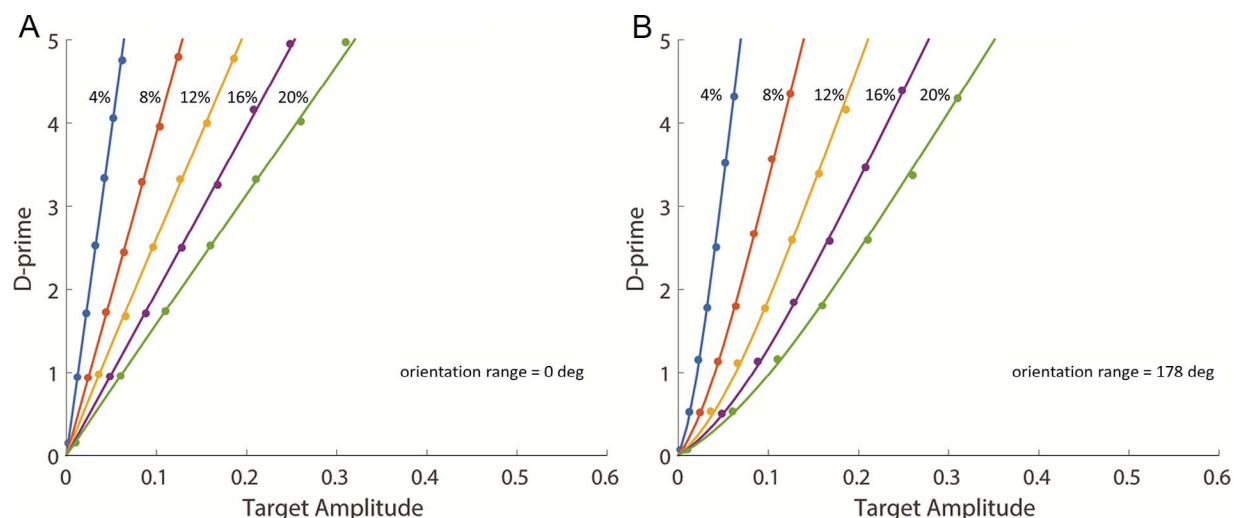 A
5
4
3
2
1
0
D-prime
4% 8% 12% 16% 20%
orientation range = 0 deg
0 0.1 0.2 0.3 0.4 0.5 0.6
Target Amplitude
B
5
4
3
2
1
0
D-prime
4% 8% 12% 16% 20%
orientation range = 178 deg
0 0.1 0.2 0.3 0.4 0.5 0.6
Target Amplitude